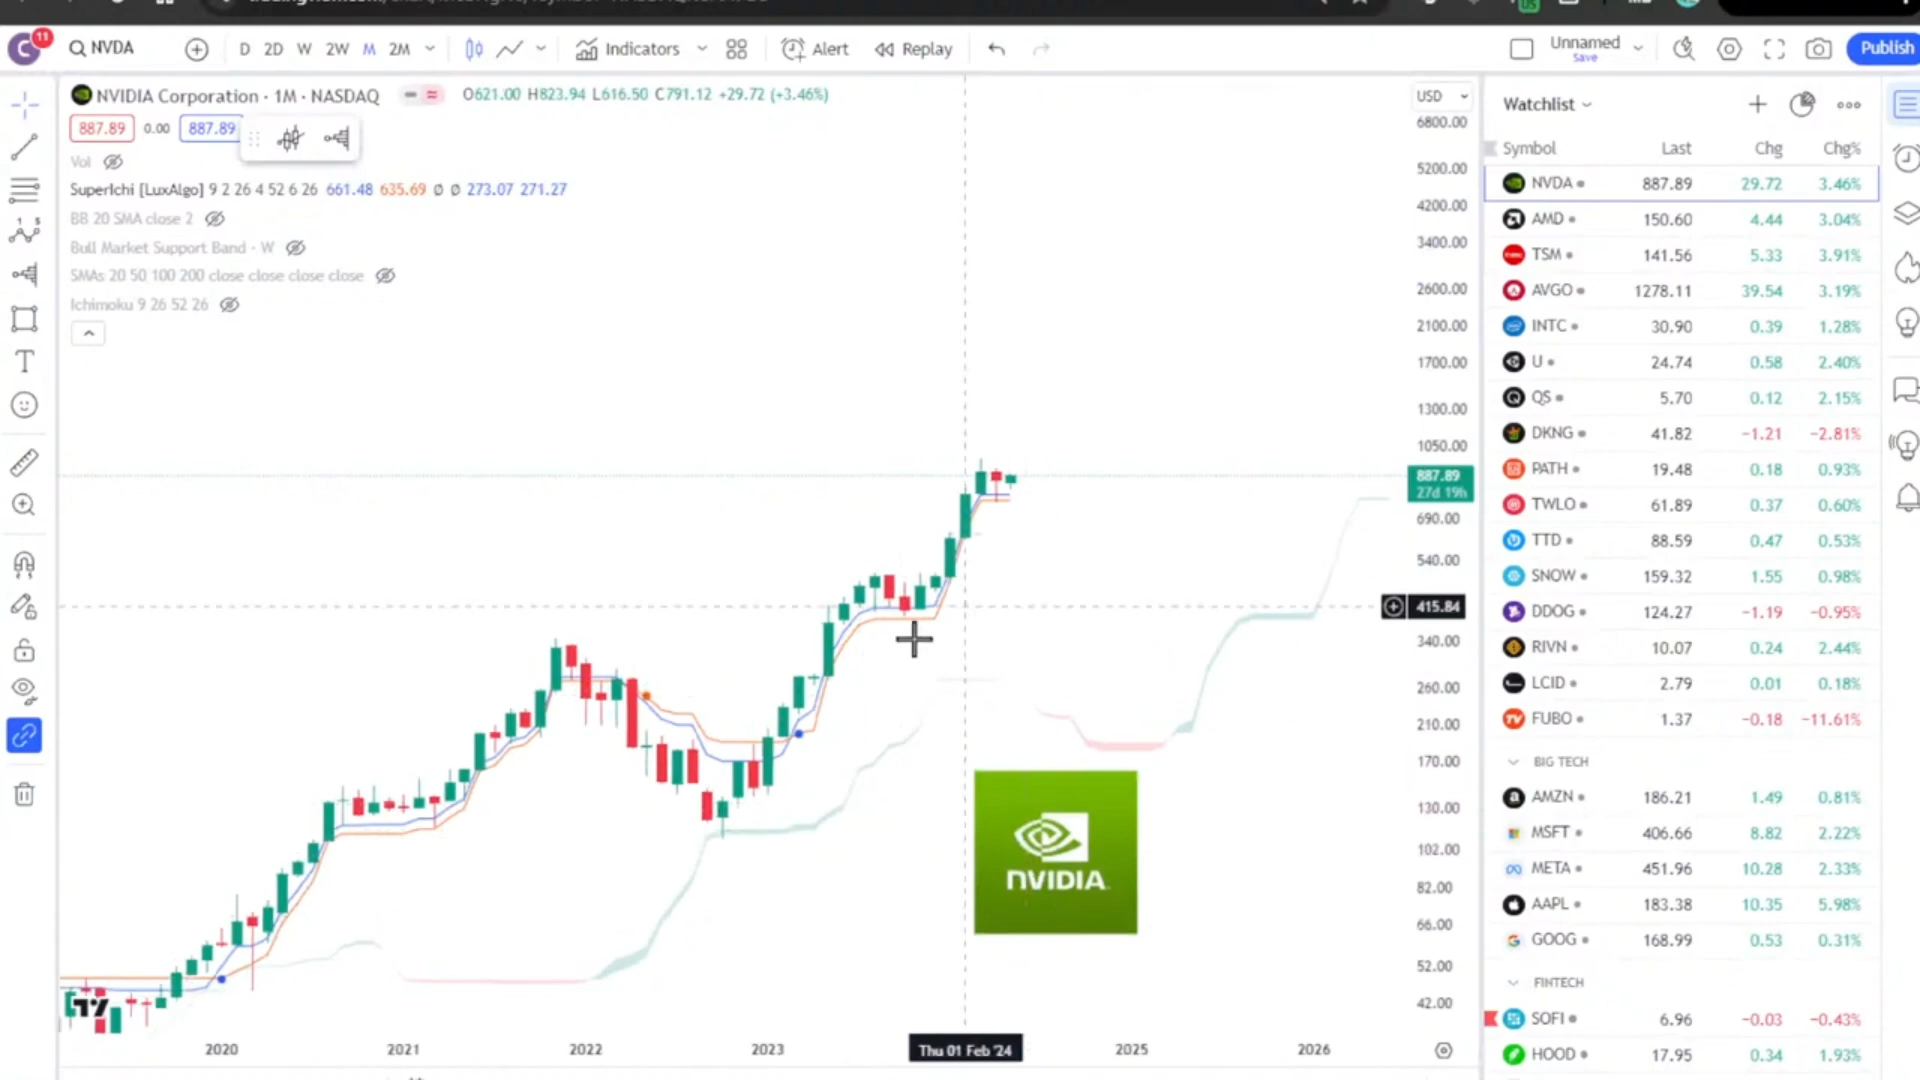 C 11 NVDA D 2D W 2W M 2M Indicators Alert Replay Unnamed Save Publish
NVIDIA Corporation · 1M · NASDAQ O621.00 H823.94 L616.50 C791.12 +29.72 (+3.46%)
887.89 0.00 887.89
Vol
SuperIchi [LuxAlgo] 9 2 26 4 52 6 26 661.48 635.69 Ø Ø 273.07 271.27
BB 20 SMA close 2
Bull Market Support Band - W
SMAs 20 50 100 200 close close close close
Ichimoku 9 26 52 26
USD
6800.00
5200.00
4200.00
3400.00
2600.00
2100.00
1700.00
1300.00
1050.00
887.89
27d 19h
690.00
540.00
415.84
340.00
260.00
210.00
170.00
130.00
102.00
82.00
66.00
52.00
42.00
NVIDIA
2020 2021 2022 2023 Thu 01 Feb '24 2025 2026
Watchlist
Symbol Last Chg Chg%
NVDA 887.89 29.72 3.46%
AMD 150.60 4.44 3.04%
TSM 141.56 5.33 3.91%
AVGO 1278.11 39.54 3.19%
INTC 30.90 0.39 1.28%
U 24.74 0.58 2.40%
QS 5.70 0.12 2.15%
DKNG 41.82 −1.21 −2.81%
PATH 19.48 0.18 0.93%
TWLO 61.89 0.37 0.60%
TTD 88.59 0.47 0.53%
SNOW 159.32 1.55 0.98%
DDOG 124.27 −1.19 −0.95%
RIVN 10.07 0.24 2.44%
LCID 2.79 0.01 0.18%
FUBO 1.37 −0.18 −11.61%
BIG TECH
AMZN 186.21 1.49 0.81%
MSFT 406.66 8.82 2.22%
META 451.96 10.28 2.33%
AAPL 183.38 10.35 5.98%
GOOG 168.99 0.53 0.31%
FINTECH
SOFI 6.96 −0.03 −0.43%
HOOD 17.95 0.34 1.93%